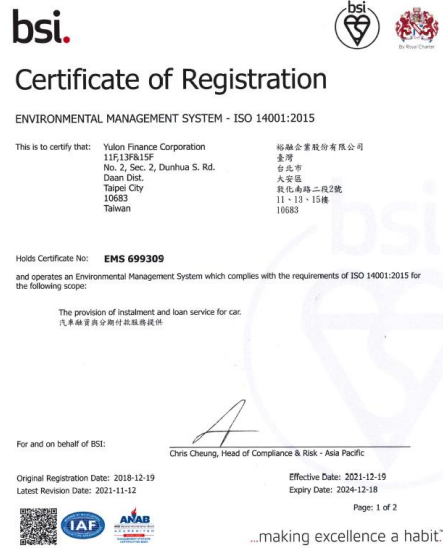 bsi.
bsi
By Royal Charter
Certificate of Registration
ENVIRONMENTAL MANAGEMENT SYSTEM - ISO 14001:2015
This is to certify that:
Yulon Finance Corporation
11F,13F&15F
No. 2, Sec. 2, Dunhua S. Rd.
Daan Dist.
Taipei City
10683
Taiwan
裕融企業股份有限公司
臺灣
台北市
大安區
敦化南路二段2號
11、13、15樓
10683
Holds Certificate No: EMS 699309
and operates an Environmental Management System which complies with the requirements of ISO 14001:2015 for
the following scope:
The provision of instalment and loan service for car.
汽車融資與分期付款服務提供
For and on behalf of BSI:
Chris Cheung, Head of Compliance & Risk - Asia Pacific
Original Registration Date: 2018-12-19
Effective Date: 2021-12-19
Latest Revision Date: 2021-11-12
Expiry Date: 2024-12-18
Page: 1 of 2
IAF
ANAB
ACCREDITED
...making excellence a habit.™